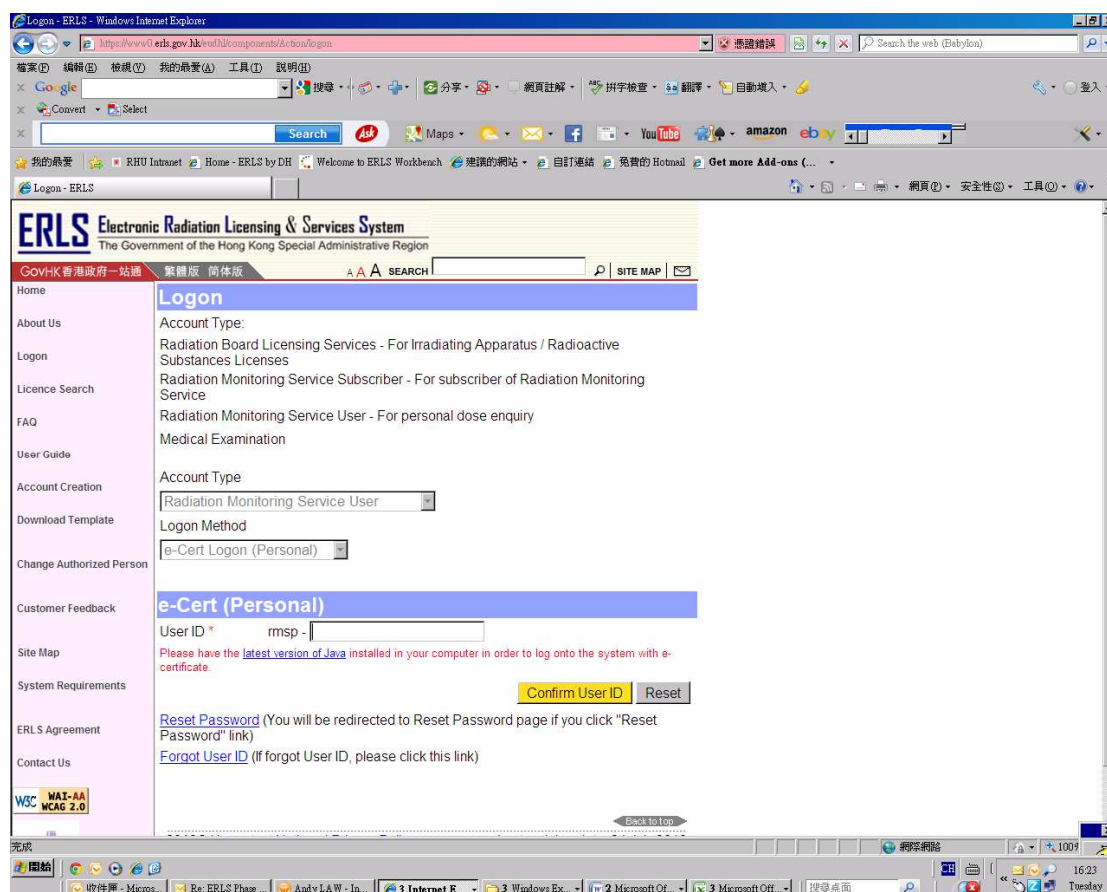 Logon - ERLS - Windows Internet Explorer
https://www0.erls.gov.hk/eodhl/components/Action/logon
憑證錯誤
Search the web (Babylon)
檔案(F) 編輯(E) 檢視(V) 我的最愛(A) 工具(T) 說明(H)
x Google 搜尋 分享 網頁註解 拼字檢查 翻譯 自動填入 登入
x Convert Select
x Search Ask Maps YouTube amazon ebay
我的最愛 RHU Intranet Home - ERLS by DH Welcome to ERLS Workbench 建議的網站 自訂連結 免費的 Hotmail Get more Add-ons (...
Logon - ERLS 網頁(P) 安全性(S) 工具(O)
ERLS Electronic Radiation Licensing & Services System
The Government of the Hong Kong Special Administrative Region
GOVHK 香港政府一站通 繁體版 简体版 A A A SEARCH SITE MAP
Home
About Us
Logon
Licence Search
FAQ
User Guide
Account Creation
Download Template
Change Authorized Person
Customer Feedback
Site Map
System Requirements
ERLS Agreement
Contact Us
W3C WAI-AA
WCAG 2.0
Logon
Account Type:
Radiation Board Licensing Services - For Irradiating Apparatus / Radioactive
Substances Licenses
Radiation Monitoring Service Subscriber - For subscriber of Radiation Monitoring
Service
Radiation Monitoring Service User - For personal dose enquiry
Medical Examination
Account Type
Radiation Monitoring Service User
Logon Method
e-Cert Logon (Personal)
e-Cert (Personal)
User ID * rmsp -
Please have the latest version of Java installed in your computer in order to log onto the system with e-
certificate.
Confirm User ID Reset
Reset Password (You will be redirected to Reset Password page if you click "Reset
Password" link)
Forgot User ID (If forgot User ID, please click this link)
Back to top
完成 網際網路 100%
開始 收件匣 - Micros... Re: ERLS Phase ... Andy LAW - In... 3 Internet E... 3 Windows Ex... 2 Microsoft Of... 3 Microsoft Off... 搜尋桌面 CH 16:23
Tuesday